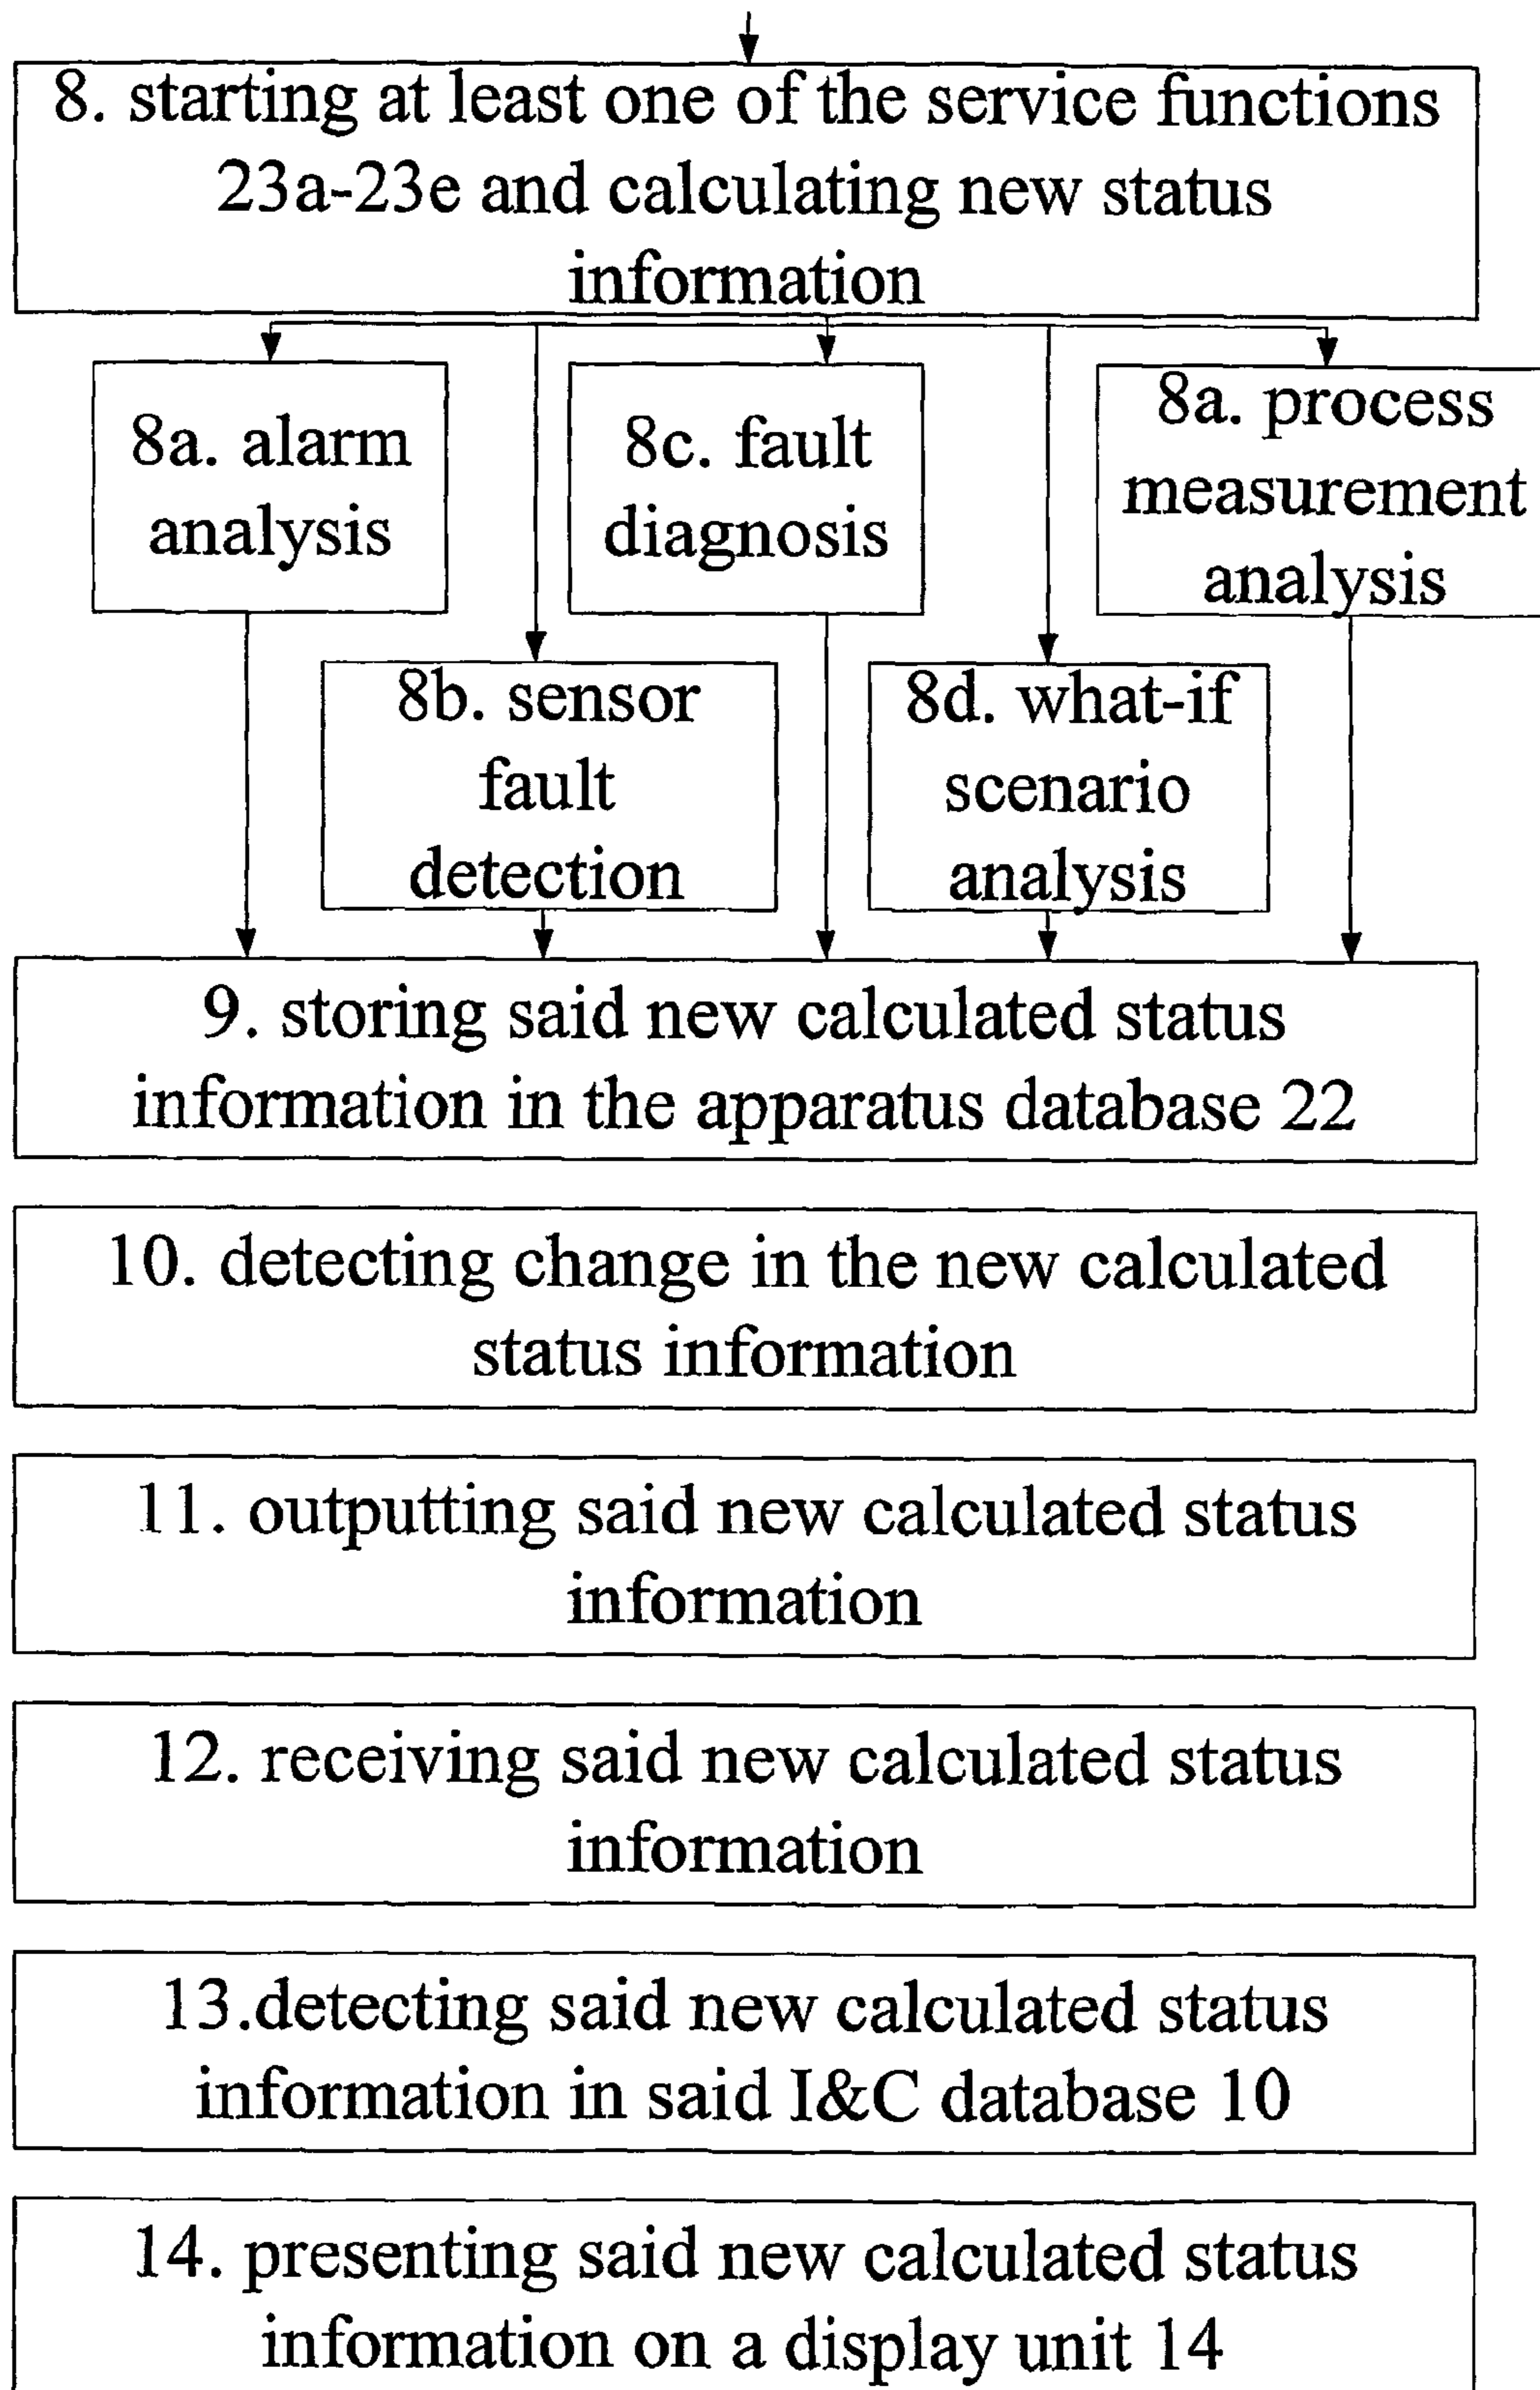 8. starting at least one of the service functions
23a-23e and calculating new status
information
8a. alarm
analysis
8c. fault
diagnosis
8a. process
measurement
analysis
8b. sensor
fault
detection
8d. what-if
scenario
analysis
9. storing said new calculated status
information in the apparatus database 22
10. detecting change in the new calculated
status information
11. outputting said new calculated status
information
12. receiving said new calculated status
information
13.detecting said new calculated status
information in said I&C database 10
14. presenting said new calculated status
information on a display unit 14